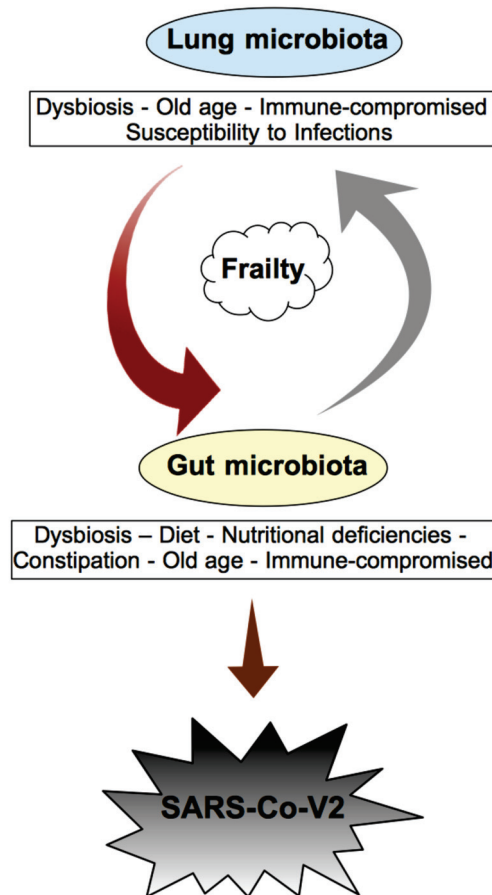 Lung microbiota
Dysbiosis - Old age - Immune-compromised
Susceptibility to Infections
Frailty
Gut microbiota
Dysbiosis – Diet - Nutritional deficiencies -
Constipation - Old age - Immune-compromised
SARS-Co-V2